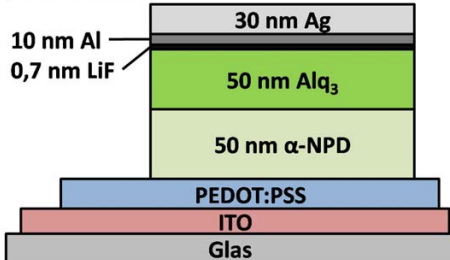 30 nm Ag
10 nm Al
0,7 nm LiF
50 nm Alq₃
50 nm α-NPD
PEDOT:PSS
ITO
Glas